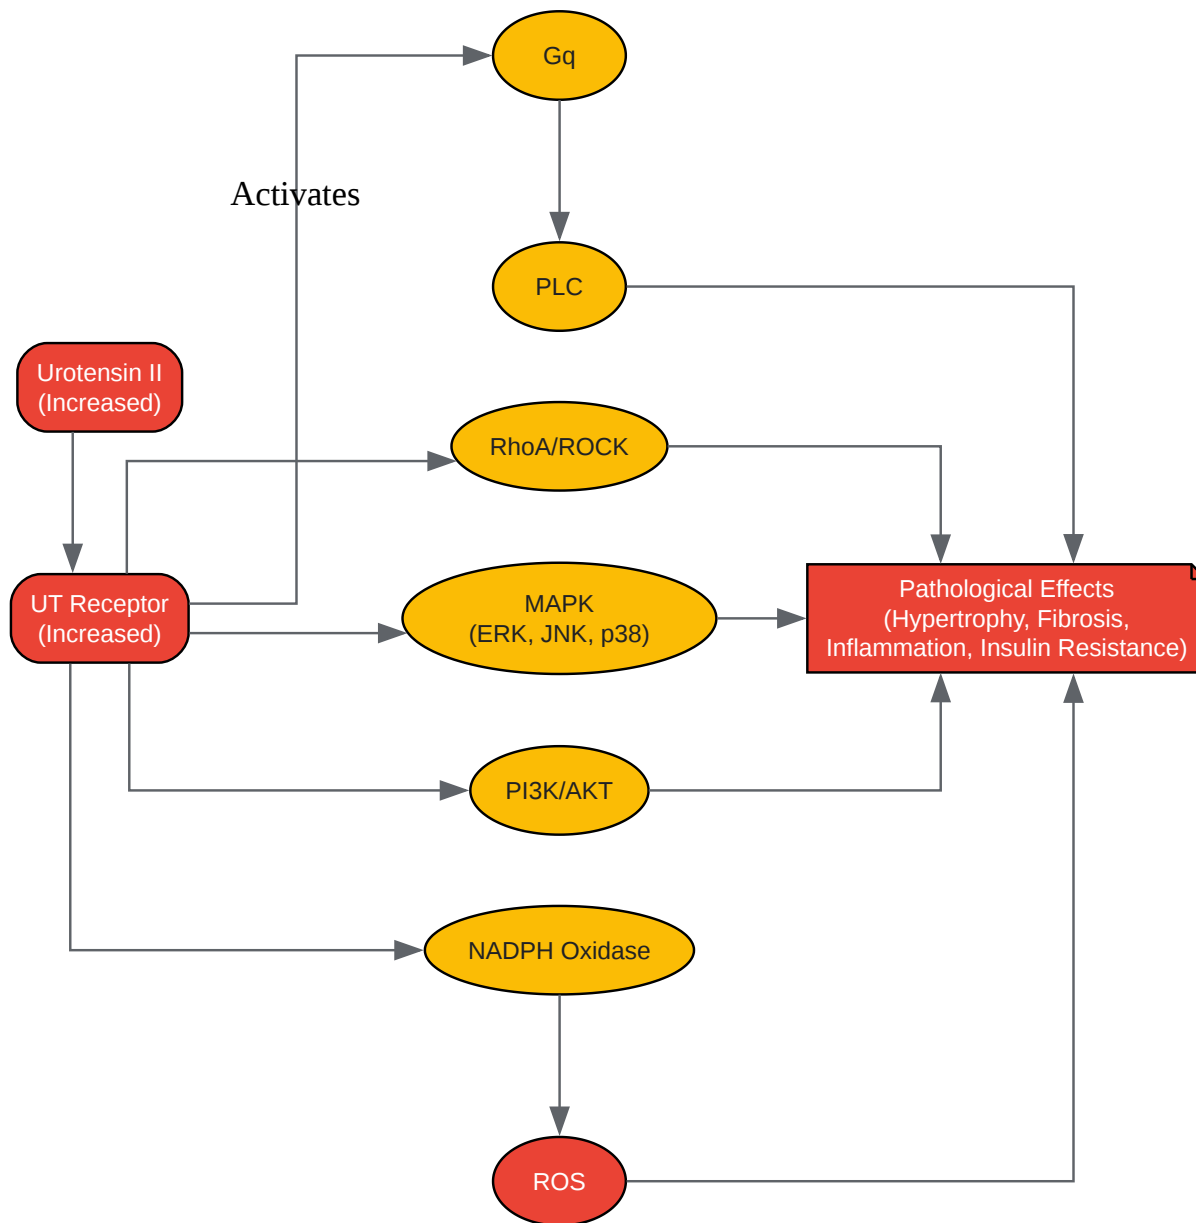 Gq
Activates
PLC
Urotensin II
(Increased)
RhoA/ROCK
UT Receptor
(Increased)
MAPK
(ERK, JNK, p38)
Pathological Effects
(Hypertrophy, Fibrosis,
Inflammation, Insulin Resistance)
PI3K/AKT
NADPH Oxidase
ROS